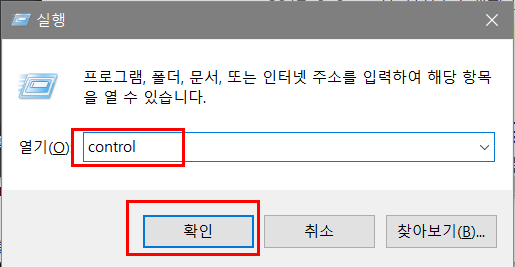 실행
프로그램, 폴더, 문서, 또는 인터넷 주소를 입력하여 해당 항목
을 열 수 있습니다.
열기(O) control
확인 취소 찾아보기(B)...